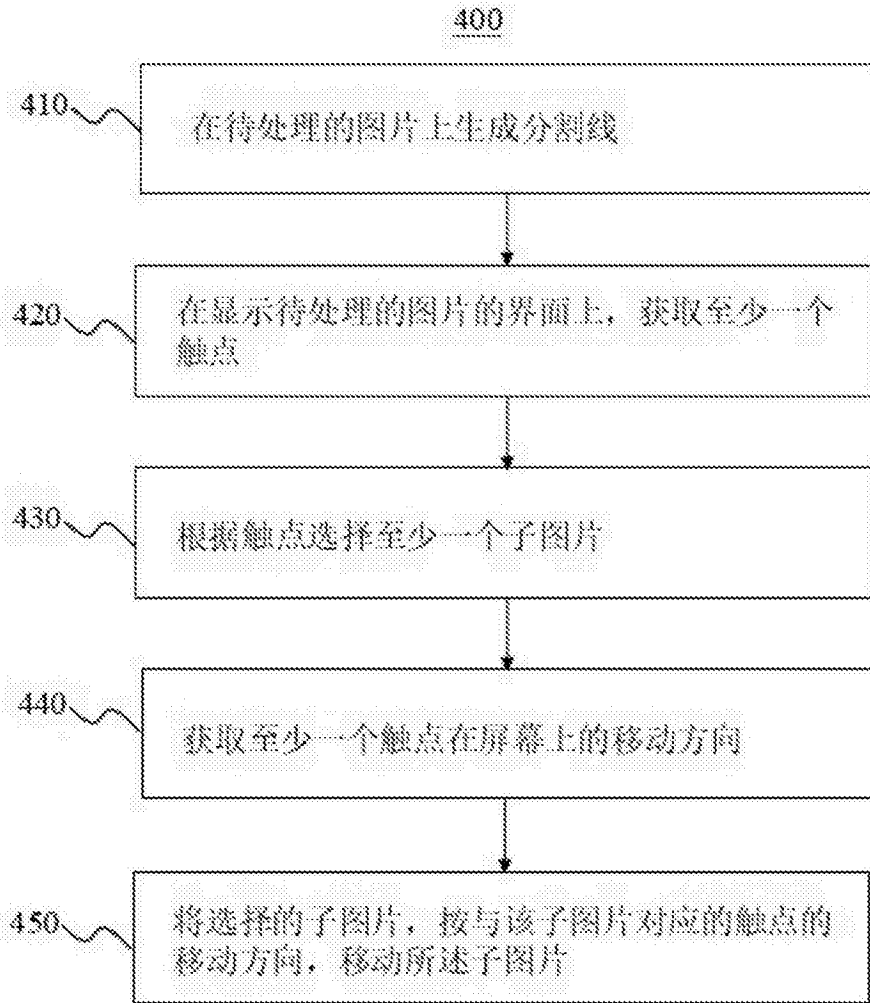 400
410
在待处理的图片上生成分割线
420
在显示待处理的图片的界面上，获取至少一个
触点
430
根据触点选择至少一个子图片
440
获取至少一个触点在屏幕上的移动方向
450
将选择的子图片，按与该子图片对应的触点的
移动方向，移动所述子图片